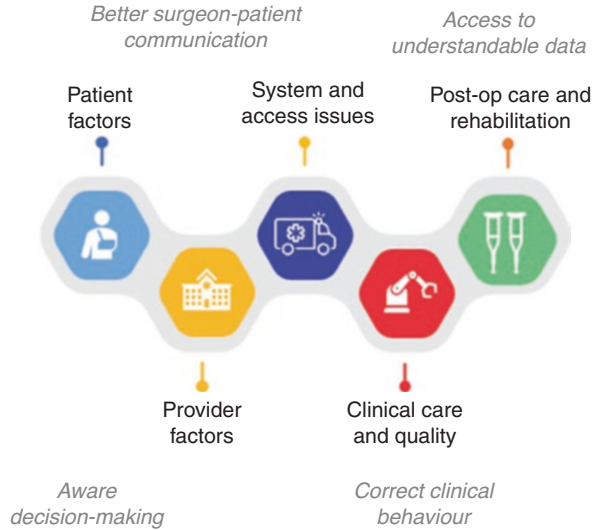 Better surgeon-patient
communication
Access to
understandable data
Patient
factors
System and
access issues
Post-op care and
rehabilitation
Provider
factors
Clinical care
and quality
Aware
decision-making
Correct clinical
behaviour